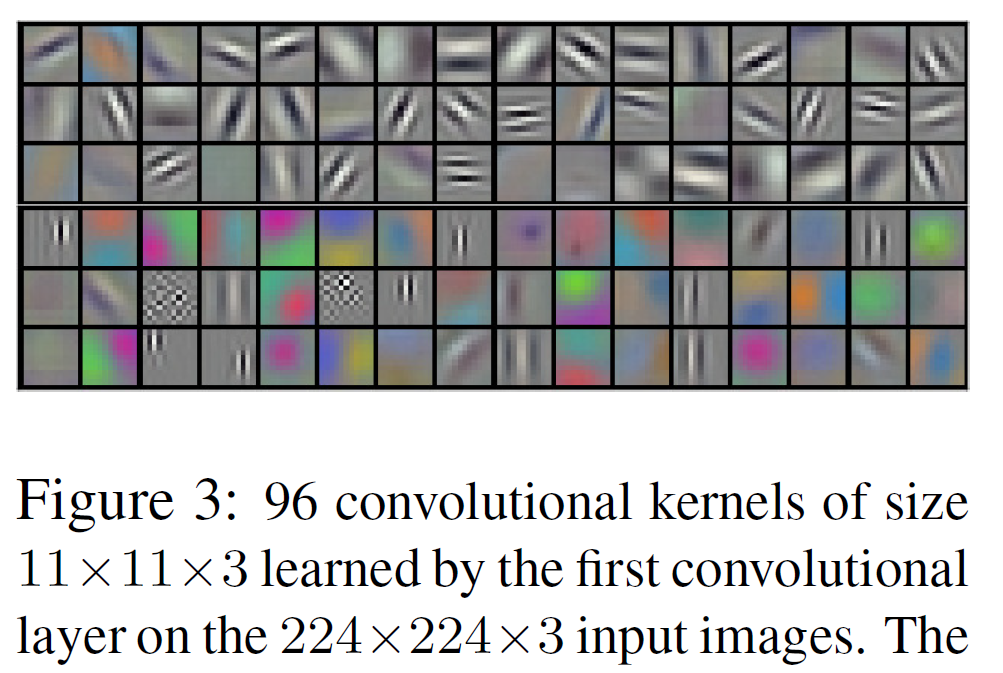 Figure 3: 96 convolutional kernels of size
11×11×3 learned by the first convolutional
layer on the 224×224×3 input images. The